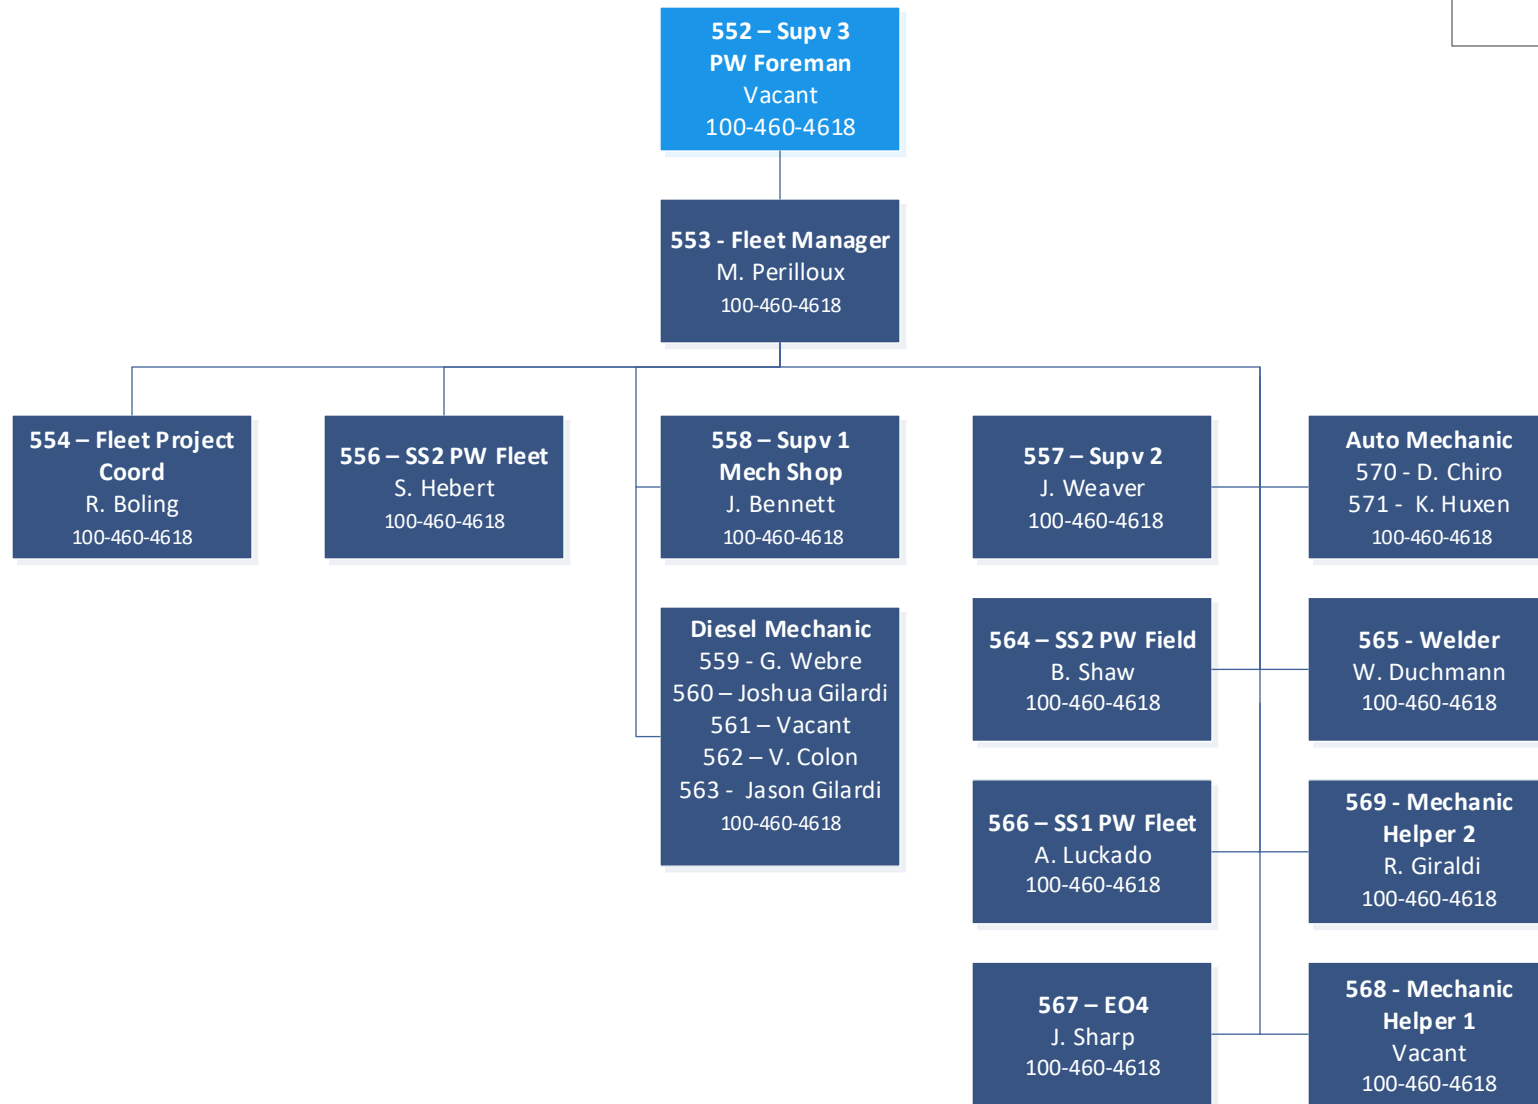 552 – Supv 3
PW Foreman
Vacant
100-460-4618
553 - Fleet Manager
M. Perilloux
100-460-4618
554 – Fleet Project
Coord
R. Boling
100-460-4618
556 – SS2 PW Fleet
S. Hebert
100-460-4618
558 – Supv 1
Mech Shop
J. Bennett
100-460-4618
557 – Supv 2
J. Weaver
100-460-4618
Auto Mechanic
570 - D. Chiro
571 - K. Huxen
100-460-4618
Diesel Mechanic
559 - G. Webre
560 – Joshua Gilardi
561 – Vacant
562 – V. Colon
563 - Jason Gilardi
100-460-4618
564 – SS2 PW Field
B. Shaw
100-460-4618
565 - Welder
W. Duchmann
100-460-4618
566 – SS1 PW Fleet
A. Luckado
100-460-4618
569 - Mechanic
Helper 2
R. Giraldi
100-460-4618
567 – EO4
J. Sharp
100-460-4618
568 - Mechanic
Helper 1
Vacant
100-460-4618